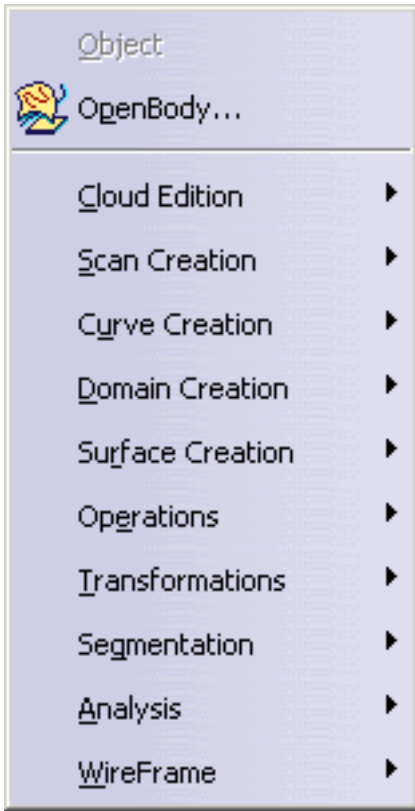 Object
OpenBody...
Cloud Edition
Scan Creation
Curve Creation
Domain Creation
Surface Creation
Operations
Transformations
Segmentation
Analysis
WireFrame